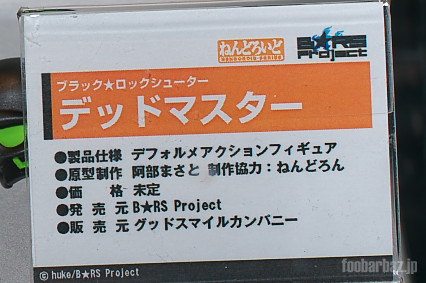 ねんどろいど
nendoroid series
B★RS
Project
ブラック★ロックシューター
デッドマスター
●製品仕様 デフォルメアクションフィギュア
●原型制作 阿部まさと 制作協力：ねんどろん
●価　　格 未定
●発 売 元 B★RS Project
●販 売 元 グッドスマイルカンパニー
© huke/B★RS Project
foobarbaz.jp